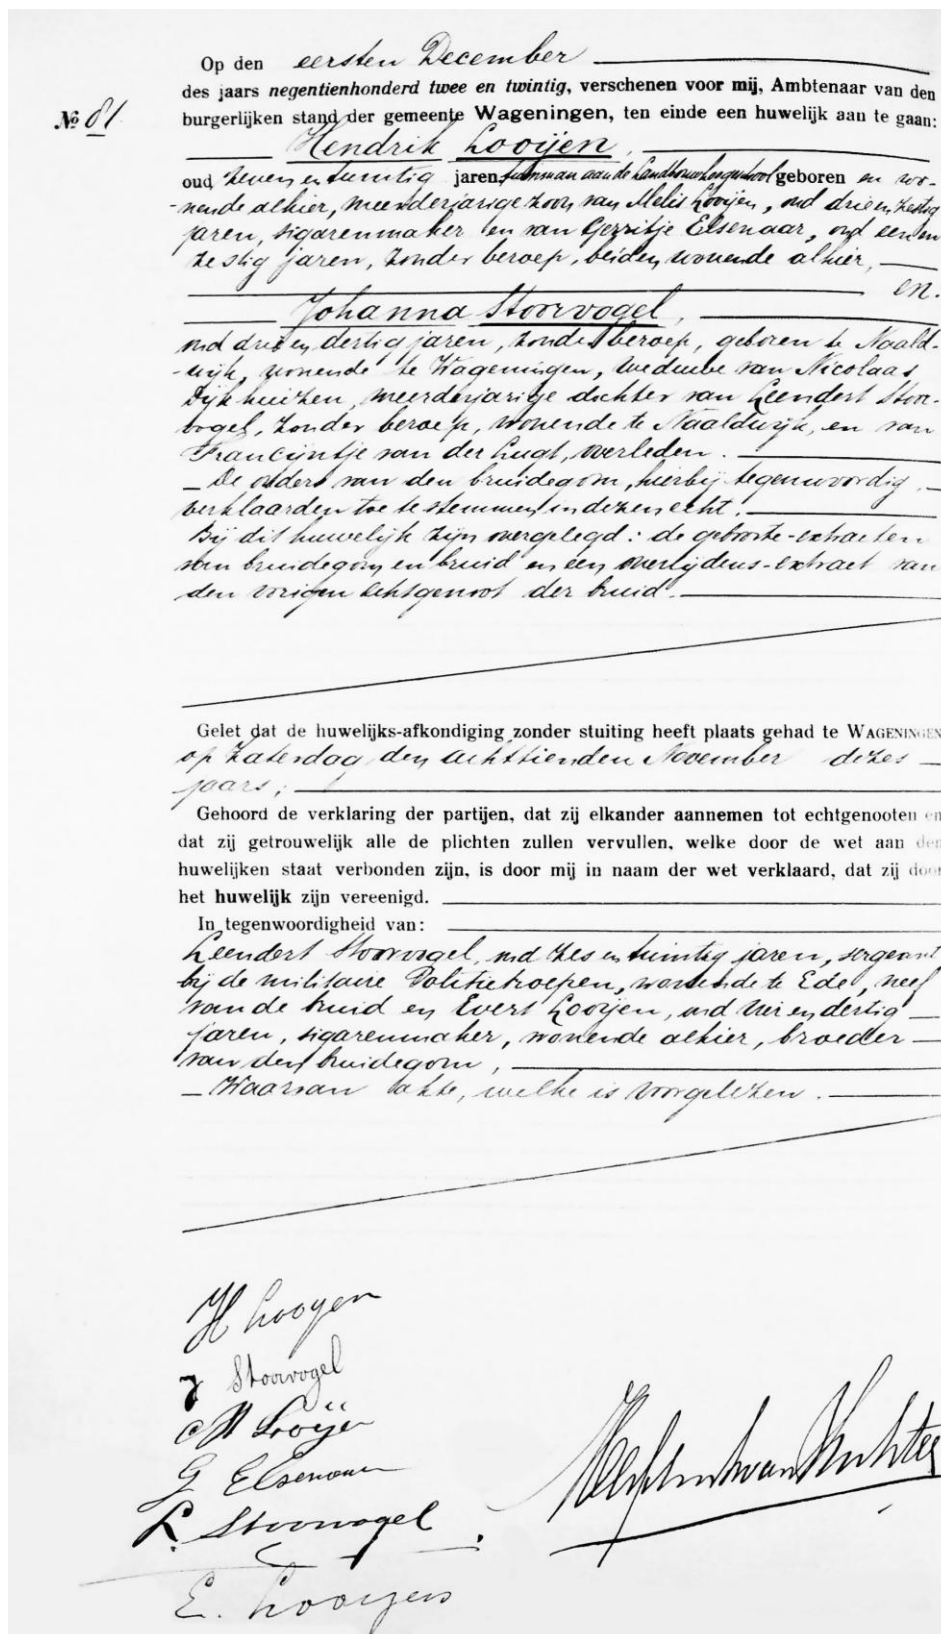 Op den eersten December
des jaars negentienhonderd twee en twintig, verschenen voor mij, Ambtenaar van den
No 81. burgerlijken stand der gemeente Wageningen, ten einde een huwelijk aan te gaan:
Hendrik Looijen,
oud zeven en twintig jaren, tuinman aan de Landbouwhoogeschool geboren en wo-
-nende alhier, meerderjarige zoon van Melis Looijen, oud drie en zestig
jaren, sigarenmaker en van Gerritje Elsenaar, oud een en
zestig jaren, zonder beroep, beiden wonende alhier,
en.
Johanna Stoorvogel,
oud drie en dertig jaren, zonder beroep, geboren te Naald-
-wijk, wonende te Wageningen, weduwe van Nicolaas
Dijkhuizen, meerderjarige dochter van Leendert Stoor-
vogel, zonder beroep, wonende te Naaldwijk, en van
Francijntje van der Lugt, overleden.
De ouders van den bruidegom, hierbij tegenwoordig,
verklaarden toe te stemmen in dezen echt.
Bij dit huwelijk zijn overgelegd: de geboorte-extracten
van bruidegom en bruid en een overlijdens-extract van
den vorigen echtgenoot der bruid.
Gelet dat de huwelijks-afkondiging zonder stuiting heeft plaats gehad te WAGENINGEN
op Zaterdag den achttienden November dezes
jaars;
Gehoord de verklaring der partijen, dat zij elkander aannemen tot echtgenooten en
dat zij getrouwelijk alle de plichten zullen vervullen, welke door de wet aan den
huwelijken staat verbonden zijn, is door mij in naam der wet verklaard, dat zij door
het huwelijk zijn vereenigd.
In tegenwoordigheid van:
Leendert Stoorvogel, oud zes en twintig jaren, sergeant
bij de militaire Politietroepen, wonende te Ede, neef
van de bruid en Evert Looijen, oud vier en dertig
jaren, sigarenmaker, wonende alhier, broeder
van den bruidegom,
Waarvan akte, welke is voorgelezen.
H Looyen
J Stoorvogel
M Looijen
G Elsenaar
L. Stoorvogel
E. Looyen